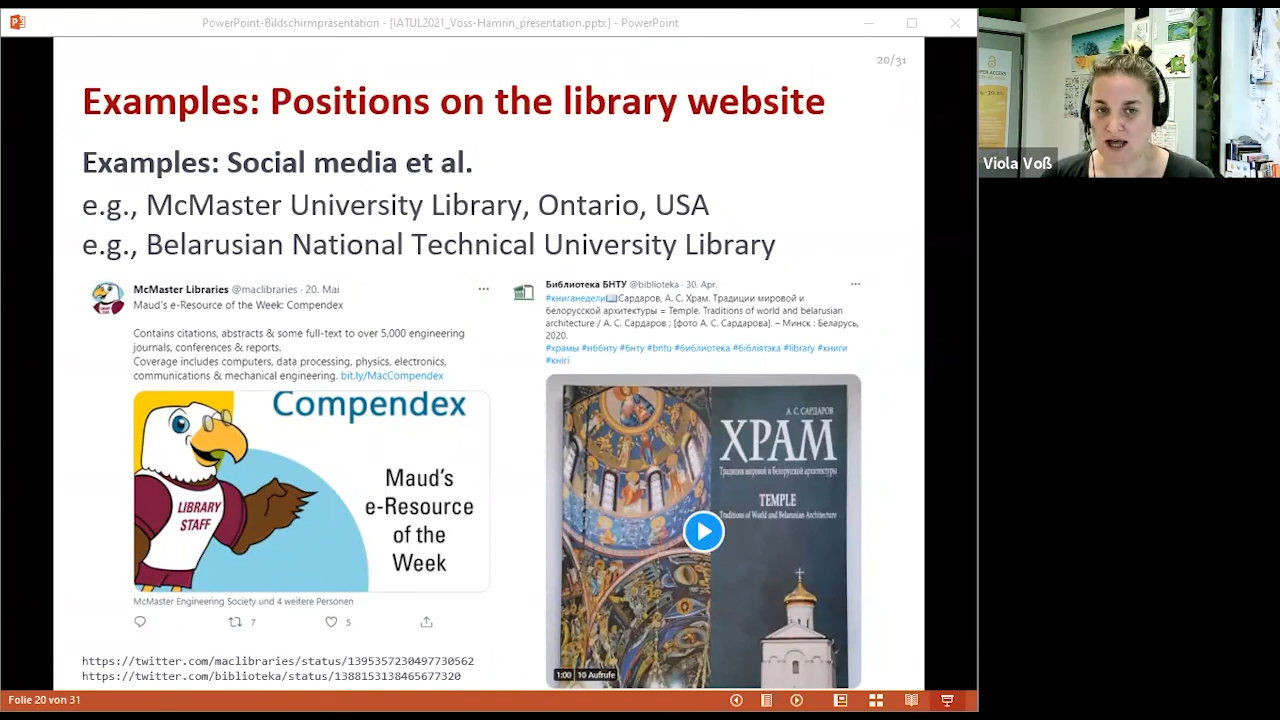 PowerPoint-Bildschirmpräsentation - [IATUL2021_Voss-Hamrin_presentation.pptx] - PowerPoint
20/31
Examples: Positions on the library website
Examples: Social media et al.
e.g., McMaster University Library, Ontario, USA
e.g., Belarusian National Technical University Library
McMaster Libraries @maclibraries · 20. Mai
Maud's e-Resource of the Week: Compendex
Contains citations, abstracts & some full-text to over 5,000 engineering
journals, conferences & reports.
Coverage includes computers, data processing, physics, electronics,
communications & mechanical engineering. bit.ly/MacCompendex
Compendex
Maud's
e-Resource
of the
Week
LIBRARY
STAFF
McMaster Engineering Society und 4 weitere Personen
7
5
Библиотека БНТУ @biblioteka · 30. Apr.
#книганедели📖Сардаров, А. С. Храм. Традиции мировой и
белорусской архитектуры = Temple. Traditions of world and belarusian
architecture / А. С. Сардаров ; [фото А. С. Сардарова]. – Минск : Беларусь,
2020.
#храмы #нббнту #бнту #bntu #библиотека #бібліятэка #library #книги
#кнігі
А. С. САРДАРОВ
ХРАМ
Традиции мировой и белорусской архитектуры
TEMPLE
Traditions of World and Belarusian Architecture
1:00 10 Aufrufe
https://twitter.com/maclibraries/status/1395357230497730562
https://twitter.com/biblioteka/status/1388153138465677320
Folie 20 von 31
OPEN ACCESS
Viola Voß